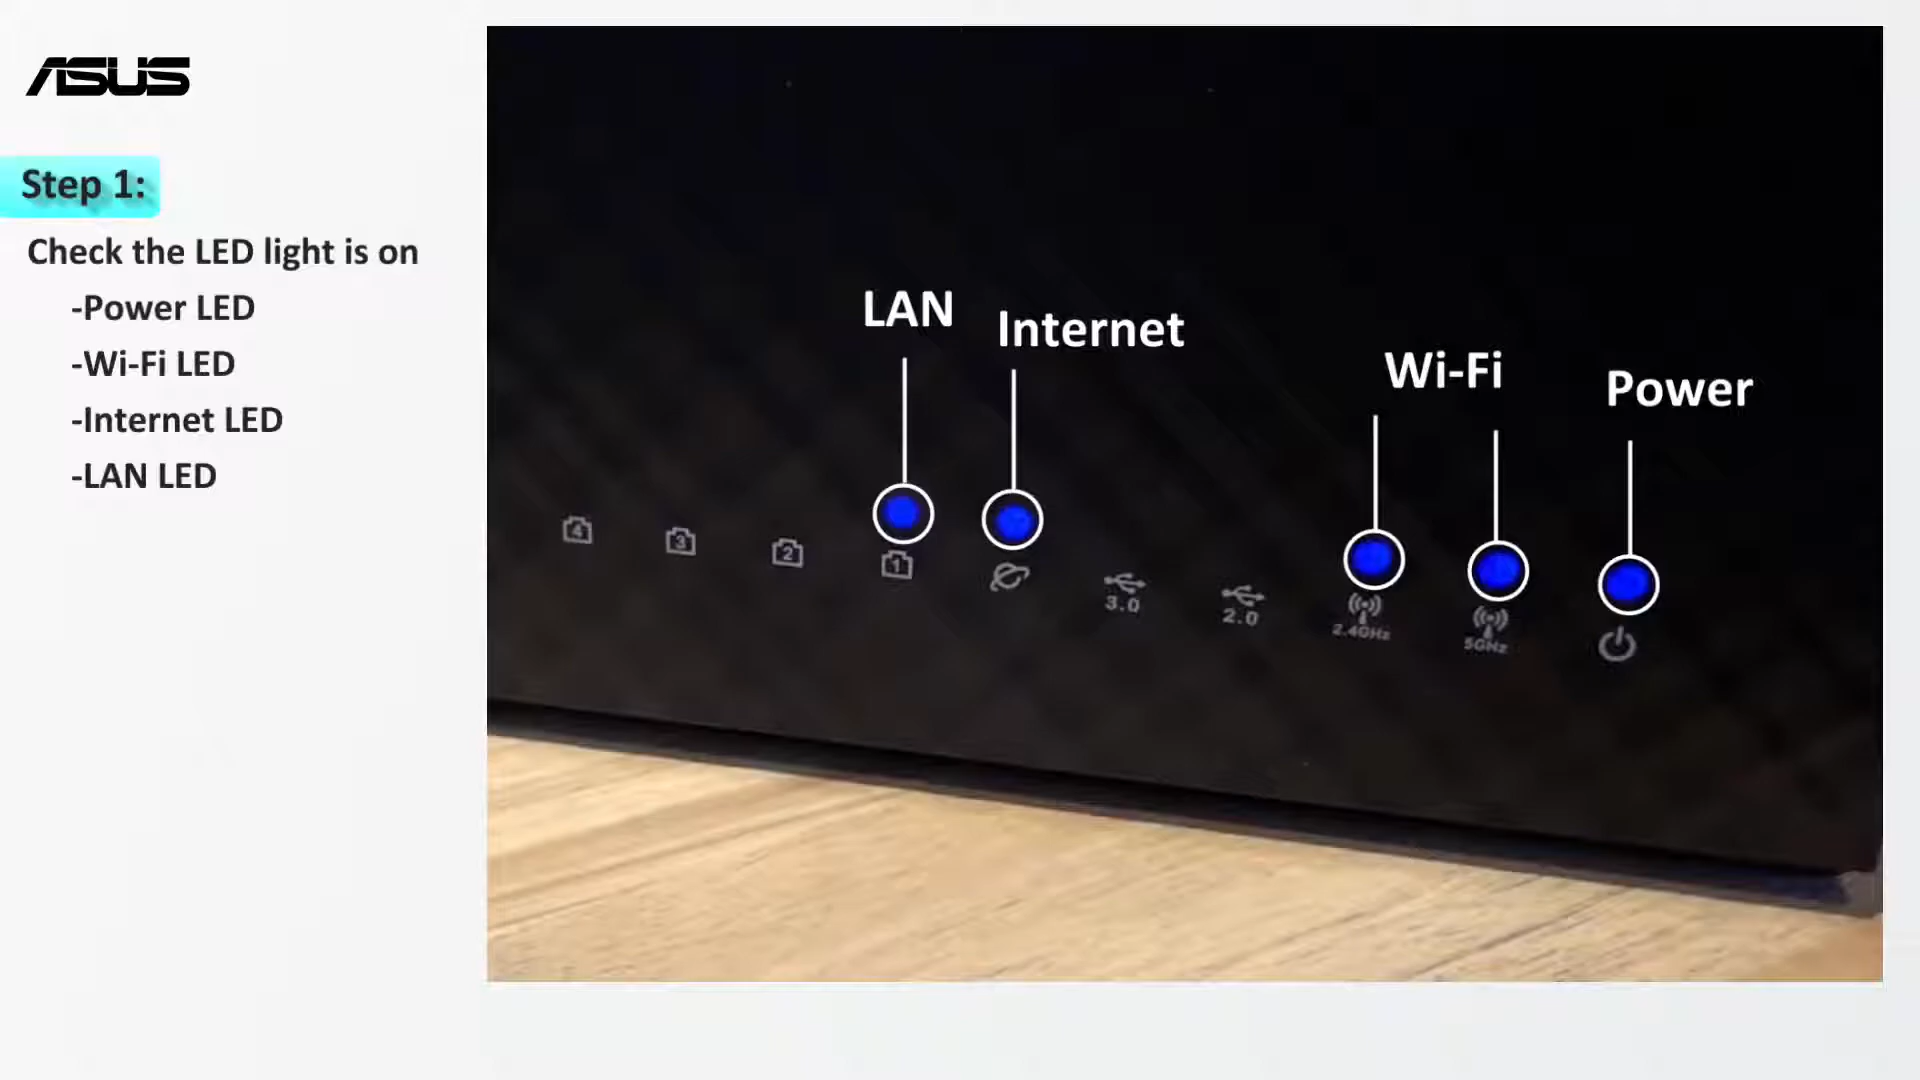 ASUS
Step 1:
Check the LED light is on
-Power LED
-Wi-Fi LED
-Internet LED
-LAN LED
LAN
Internet
Wi-Fi
Power
4
3
2
1
3.0
2.0
2.4GHz
5GHz